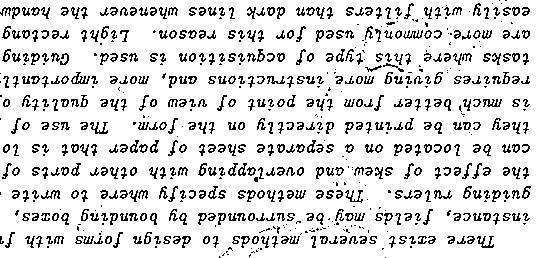 There exist several methods to design forms with fi
instance, fields may be surrounded by bounding boxes,
guiding rulers. These methods specify where to write
the effect of skew and overlapping with other parts of
can be located on a separate sheet of paper that is lo
they can be printed directly on the form. The use of
is much better from the point of view of the quality o
requires giving more instructions and, more importantl
tasks where this type of acquisition is used. Guiding
are more commonly used for this reason. Light rectang
easily with filters than dark lines whenever the handw